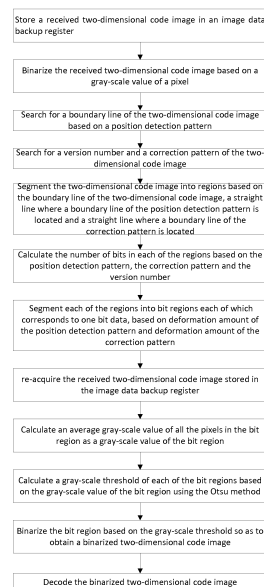 Store a received two-dimensional code image in an image data
backup register
Binarize the received two-dimensional code image based on a
gray-scale value of a pixel
Search for a boundary line of the two-dimensional code image
based on a position detection pattern
Search for a version number and a correction pattern of the two-
dimensional code image
Segment the two-dimensional code image into regions based on
the boundary line of the two-dimensional code image, a straight
line where a boundary line of the position detection pattern is
located and a straight line where a boundary line of the
correction pattern is located
Calculate the number of bits in each of the regions based on the
position detection pattern, the correction pattern and the
version number
Segment each of the regions into bit regions each of which
corresponds to one bit data, based on deformation amount of
the position detection pattern and deformation amount of the
correction pattern
re-acquire the received two-dimensional code image stored in
the image data backup register
Calculate an average gray-scale value of all the pixels in the bit
region as a gray-scale value of the bit region
Calculate a gray-scale threshold of each of the bit regions based
on the gray-scale value of the bit region using the Otsu method
Binarize the bit region based on the gray-scale threshold so as to
obtain a binarized two-dimensional code image
Decode the binarized two-dimensional code image